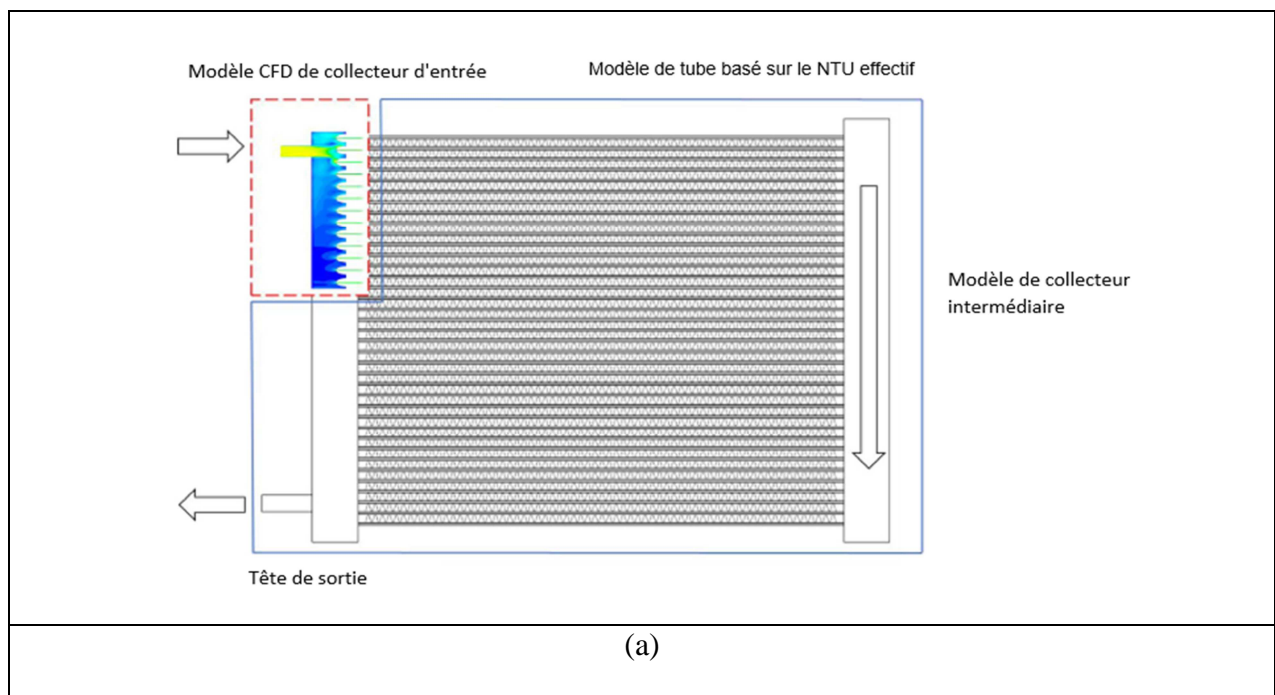 Modèle CFD de collecteur d'entrée
Modèle de tube basé sur le NTU effectif
Modèle de collecteur
intermédiaire
Tête de sortie
(a)